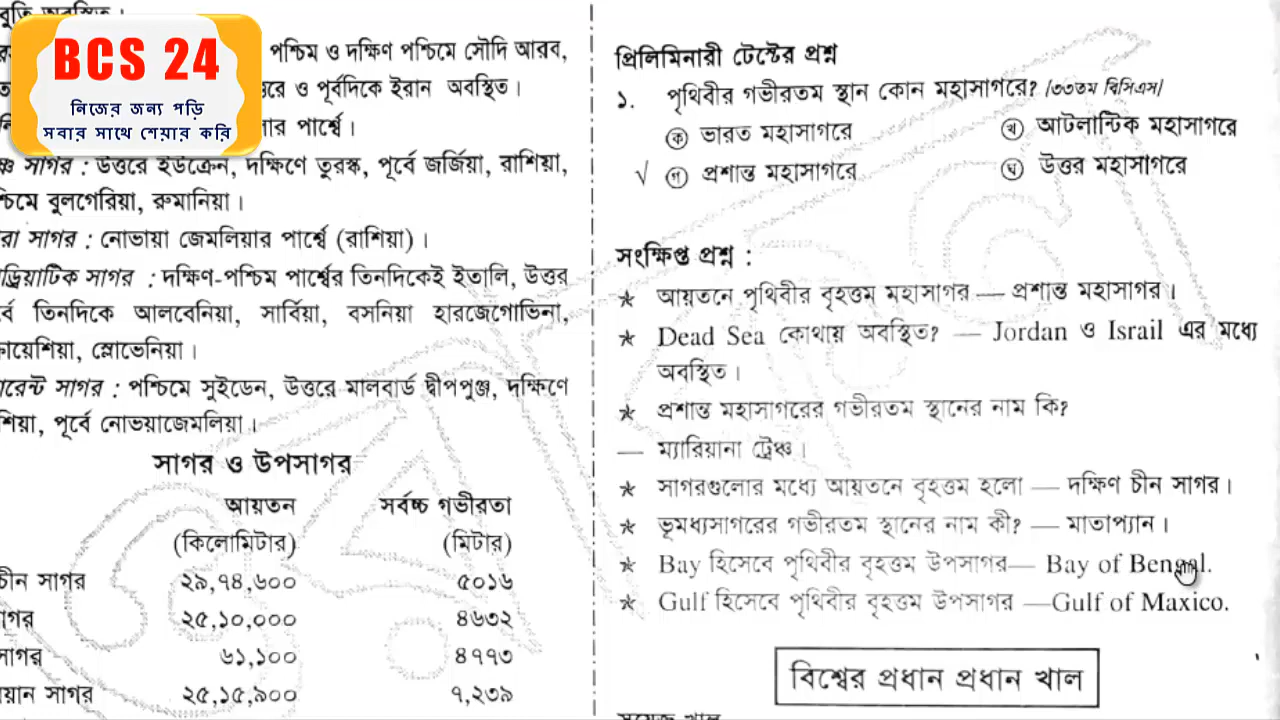 BCS 24
নিজের জন্য পড়ি
সবার সাথে শেয়ার করি
অবস্থিত।
পশ্চিম ও দক্ষিণ পশ্চিমে সৌদি আরব,
ও পূর্বদিকে ইরান অবস্থিত।
পার্শ্বে।
সাগর : উত্তরে ইউক্রেন, দক্ষিণে তুরস্ক, পূর্বে জর্জিয়া, রাশিয়া,
বুলগেরিয়া, রুমানিয়া।
সাগর : নোভায়া জেমলিয়ার পার্শ্বে (রাশিয়া)।
সাগর : দক্ষিণ-পশ্চিম পার্শ্বের তিনদিকেই ইতালি, উত্তর
তিনদিকে আলবেনিয়া, সার্বিয়া, বসনিয়া হারজেগোভিনা,
স্লোভেনিয়া।
সাগর : পশ্চিমে সুইডেন, উত্তরে মালবার্ড দ্বীপপুঞ্জ, দক্ষিণে
পূর্বে নোভয়াজেমলিয়া।
সাগর ও উপসাগর
আয়তন সর্বচ্চ গভীরতা
(কিলোমিটার) (মিটার)
চীন সাগর ২৯,৭৪,৬০০ ৫০১৬
২৫,১০,০০০ ৪৬৩২
৬১,১০০ ৪৭৭৩
সাগর ২৫,১৫,৯০০ ৭,২৩৯
প্রিলিমিনারী টেস্টের প্রশ্ন
১. পৃথিবীর গভীরতম স্থান কোন মহাসাগরে? /৩৩তম বিসিএস/
ক ভারত মহাসাগরে খ আটলান্টিক মহাসাগরে
√ গ প্রশান্ত মহাসাগরে ঘ উত্তর মহাসাগরে
সংক্ষিপ্ত প্রশ্ন :
★ আয়তনে পৃথিবীর বৃহত্তম মহাসাগর — প্রশান্ত মহাসাগর।
★ Dead Sea কোথায় অবস্থিত? — Jordan ও Israil এর মধ্যে
অবস্থিত।
★ প্রশান্ত মহাসাগরের গভীরতম স্থানের নাম কি?
— ম্যারিয়ানা ট্রেঞ্চ।
★ সাগরগুলোর মধ্যে আয়তনে বৃহত্তম হলো — দক্ষিণ চীন সাগর।
★ ভূমধ্যসাগরের গভীরতম স্থানের নাম কী? — মাতাপ্যান।
★ Bay হিসেবে পৃথিবীর বৃহত্তম উপসাগর— Bay of Bengal.
★ Gulf হিসেবে পৃথিবীর বৃহত্তম উপসাগর —Gulf of Maxico.
বিশ্বের প্রধান প্রধান খাল